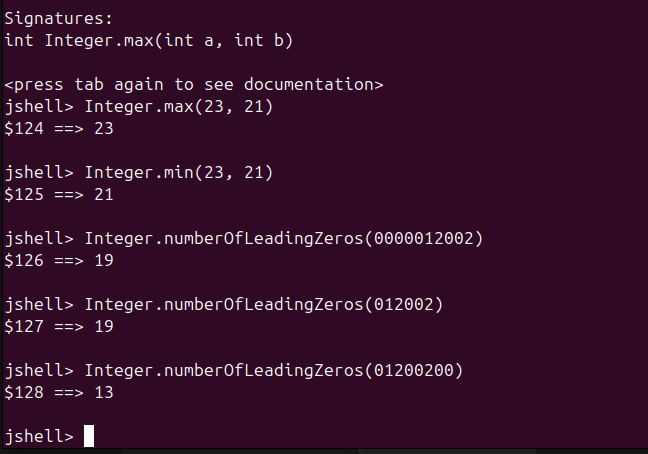 Signatures:
int Integer.max(int a, int b)
<press tab again to see documentation>
jshell> Integer.max(23, 21)
$124 ==> 23
jshell> Integer.min(23, 21)
$125 ==> 21
jshell> Integer.numberOfLeadingZeros(0000012002)
$126 ==> 19
jshell> Integer.numberOfLeadingZeros(012002)
$127 ==> 19
jshell> Integer.numberOfLeadingZeros(01200200)
$128 ==> 13
jshell>